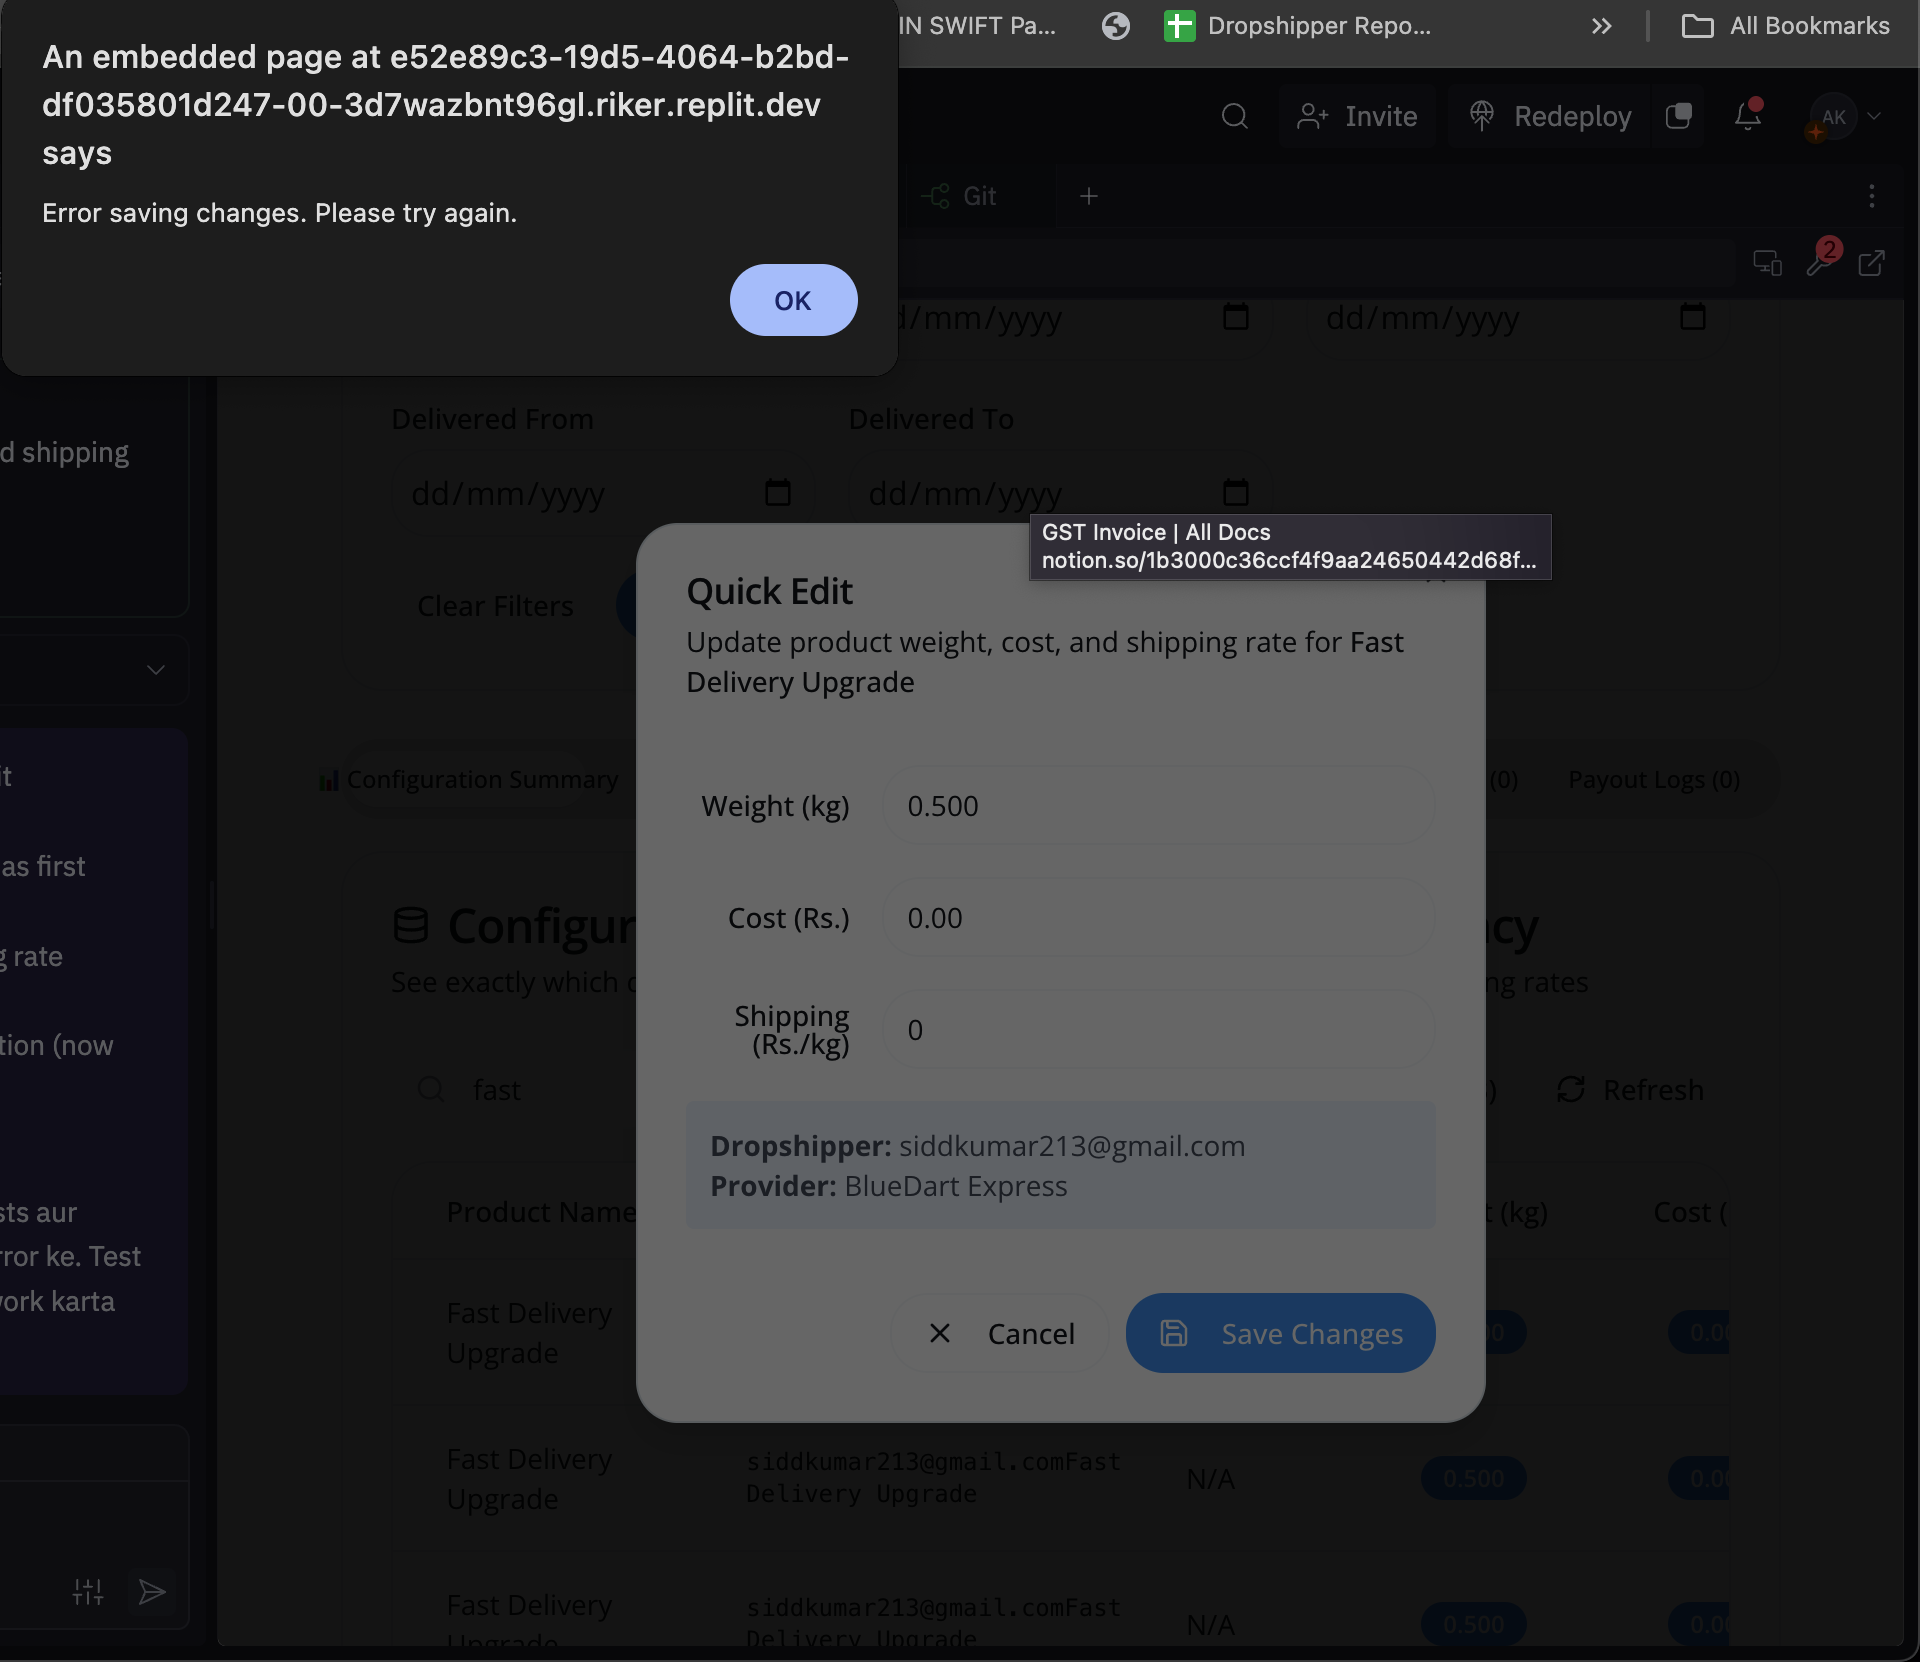 An embedded page at e52e89c3-19d5-4064-b2bd-
df035801d247-00-3d7wazbnt96gl.riker.replit.dev
says
Error saving changes. Please try again.
OK
IN SWIFT Pa...
Dropshipper Repo...
All Bookmarks
Invite
Redeploy
AK
Git
2
dd/mm/yyyy
dd/mm/yyyy
Delivered From
Delivered To
dd/mm/yyyy
dd/mm/yyyy
GST Invoice | All Docs
notion.so/1b3000c36ccf4f9aa24650442d68f...
Clear Filters
Quick Edit
Update product weight, cost, and shipping rate for Fast
Delivery Upgrade
Configuration Summary
(0)
Payout Logs (0)
Weight (kg)
0.500
Cost (Rs.)
0.00
Shipping
(Rs./kg)
0
Configur
cy
See exactly which
ng rates
fast
Refresh
Dropshipper: siddkumar213@gmail.com
Provider: BlueDart Express
Product Name
t (kg)
Cost (
Cancel
Save Changes
Fast Delivery
Upgrade
00
0.00
Fast Delivery
Upgrade
siddkumar213@gmail.comFast
Delivery Upgrade
N/A
0.500
0.00
Fast Delivery
Upgrade
siddkumar213@gmail.comFast
Delivery Upgrade
N/A
0.500
0.00
d shipping
it
as first
g rate
tion (now
sts aur
rror ke. Test
work karta